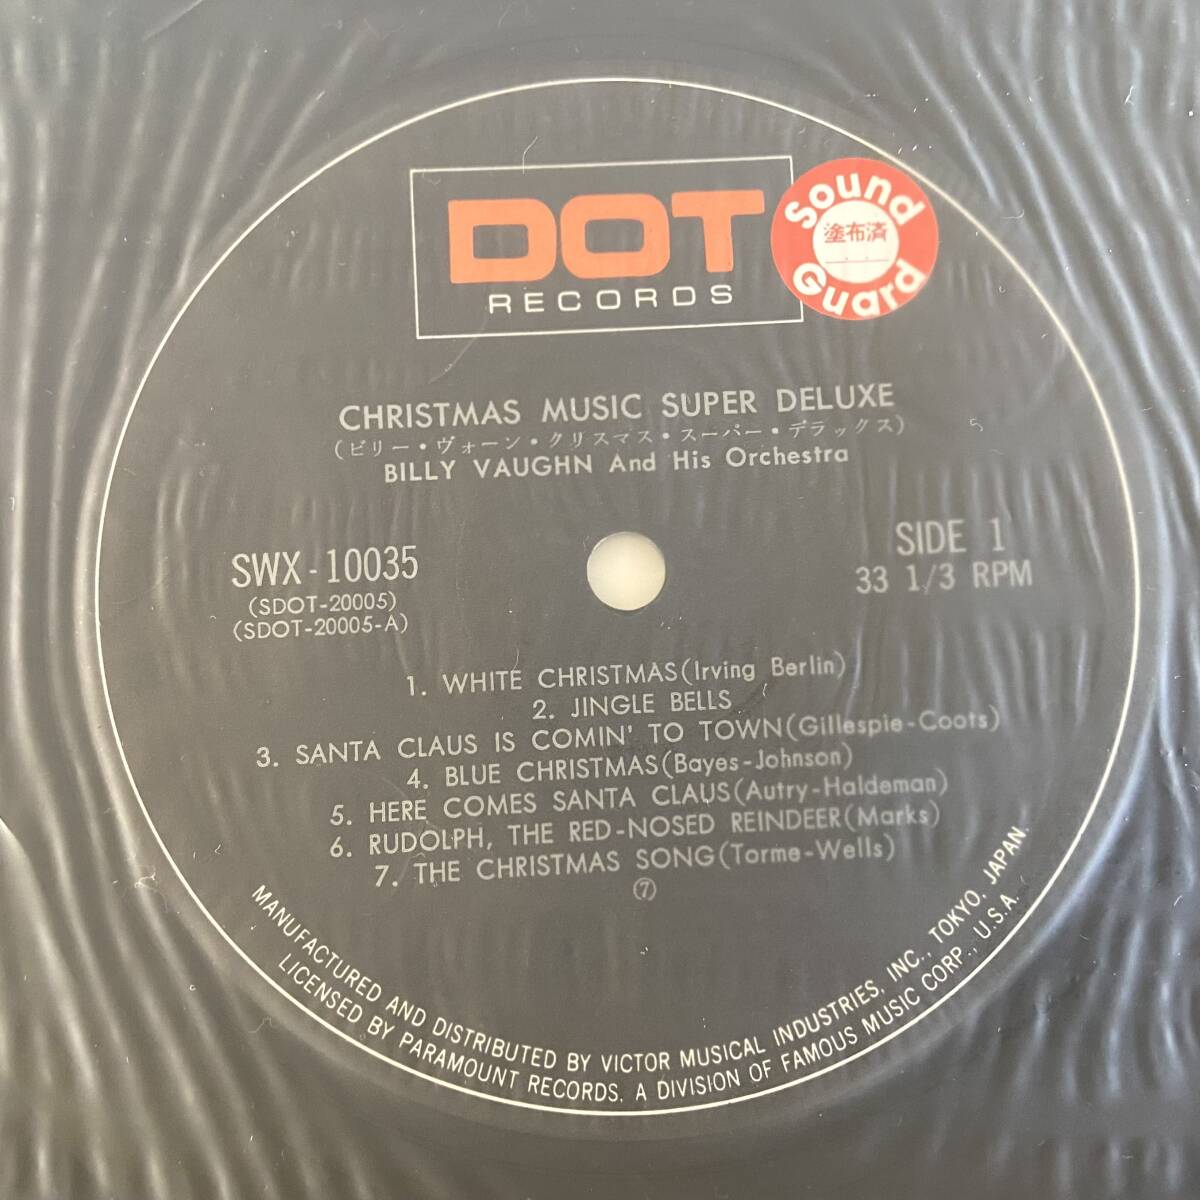 DOT
RECORDS
Sound
塗布済
Guard
CHRISTMAS MUSIC SUPER DELUXE
(ビリー・ヴォーン・クリスマス・スーパー・デラックス)
BILLY VAUGHN And His Orchestra
SWX-10035
(SDOT-20005)
(SDOT-20005-A)
SIDE 1
33 1/3 RPM
1. WHITE CHRISTMAS(Irving Berlin)
2. JINGLE BELLS
3. SANTA CLAUS IS COMIN' TO TOWN(Gillespie-Coots)
4. BLUE CHRISTMAS(Bayes-Johnson)
5. HERE COMES SANTA CLAUS(Autry-Haldeman)
6. RUDOLPH, THE RED-NOSED REINDEER(Marks)
7. THE CHRISTMAS SONG(Torme-Wells)
⑦
MANUFACTURED AND DISTRIBUTED BY VICTOR MUSICAL INDUSTRIES, INC., TOKYO, JAPAN.
LICENSED BY PARAMOUNT RECORDS. A DIVISION OF FAMOUS MUSIC CORP., U.S.A.